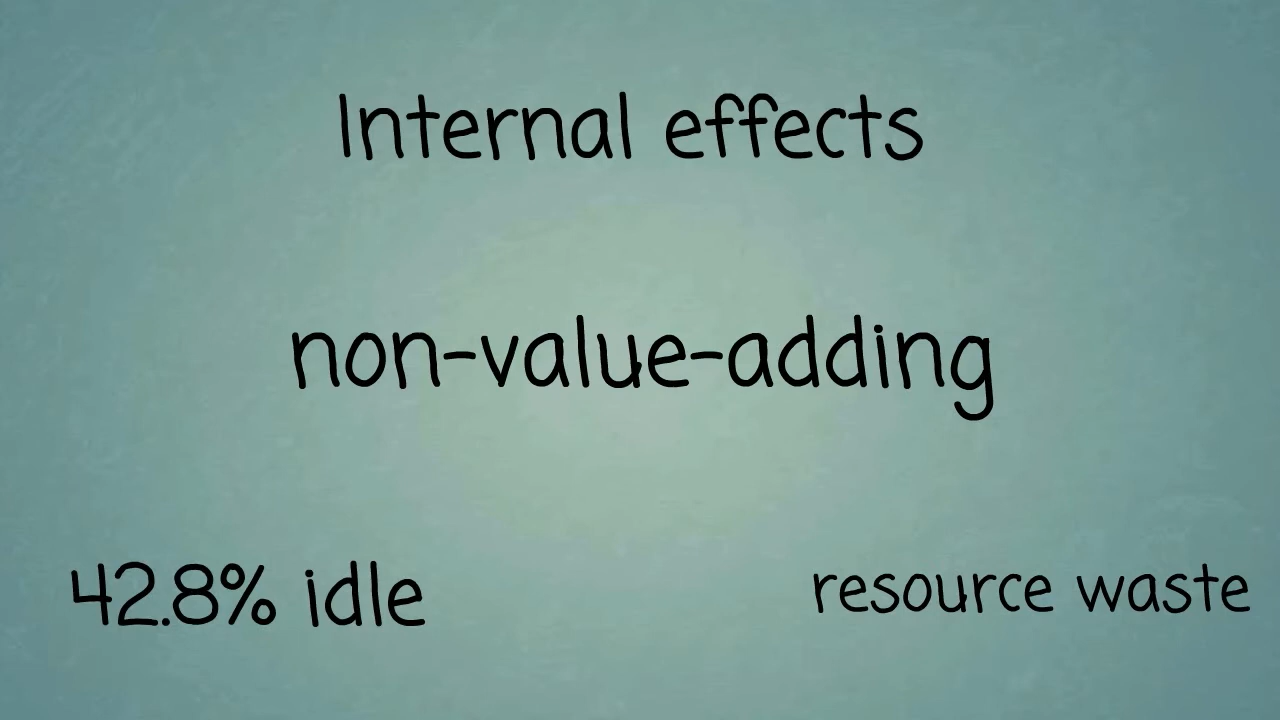 Internal effects
non-value-adding
42.8% idle
resource waste